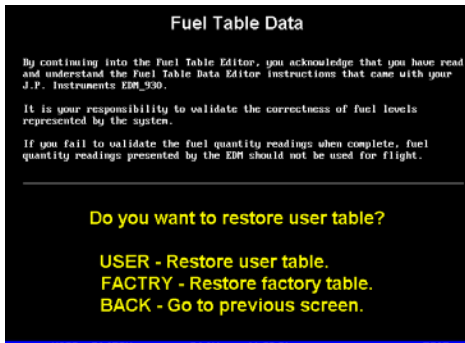 Fuel Table Data
By continuing into the Fuel Table Editor, you acknowledge that you have read
and understand the Fuel Table Data Editor instructions that came with your
J.P. Instruments EDM_930.
It is your responsibility to validate the correctness of fuel levels
represented by the system.
If you fail to validate the fuel quantity readings when complete, fuel
quantity readings presented by the EDM should not be used for flight.
Do you want to restore user table?
USER - Restore user table.
FACTRY - Restore factory table.
BACK - Go to previous screen.